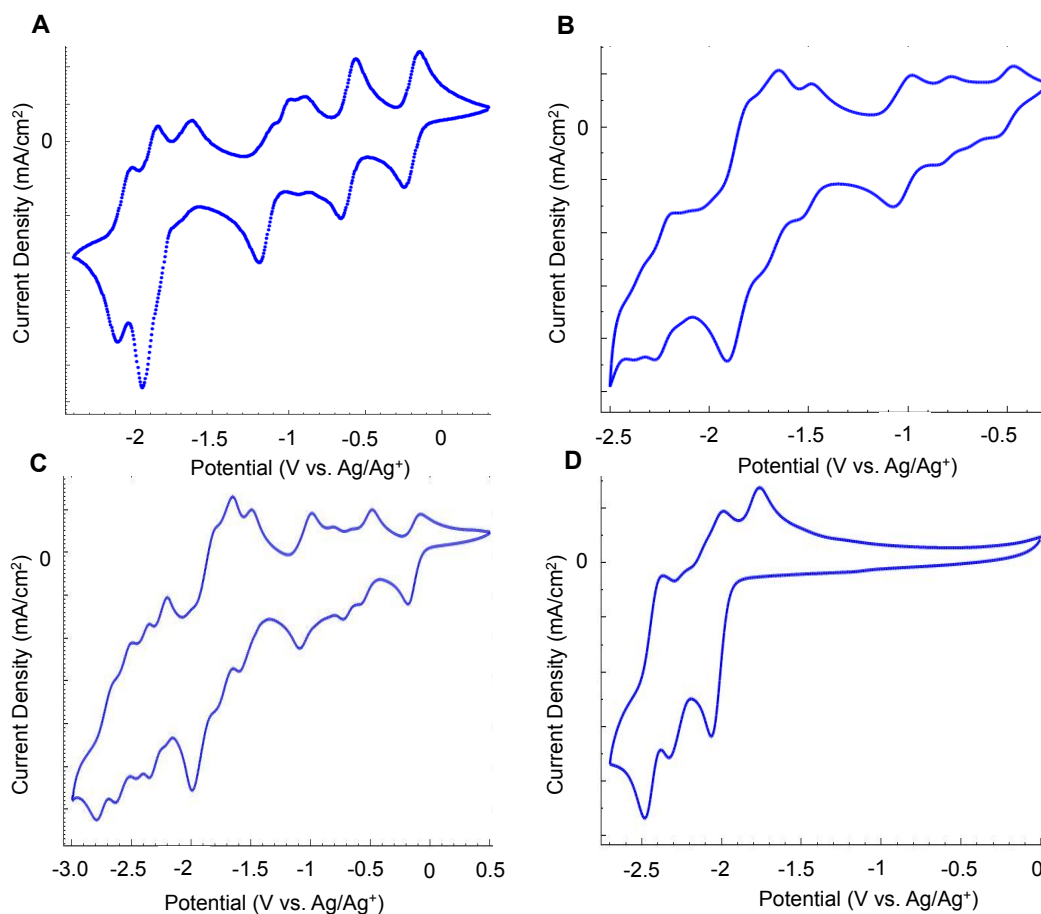 A
Current Density (mA/cm2)
0
-2 -1.5 -1 -0.5 0
Potential (V vs. Ag/Ag⁺)
B
Current Density (mA/cm2)
0
-2.5 -2 -1.5 -1 -0.5
Potential (V vs. Ag/Ag⁺)
C
Current Density (mA/cm2)
0
-3.0 -2.5 -2 -1.5 -1 -0.5 0 0.5
Potential (V vs. Ag/Ag⁺)
D
Current Density (mA/cm2)
0
-2.5 -2 -1.5 -1 -0.5 0
Potential (V vs. Ag/Ag⁺)